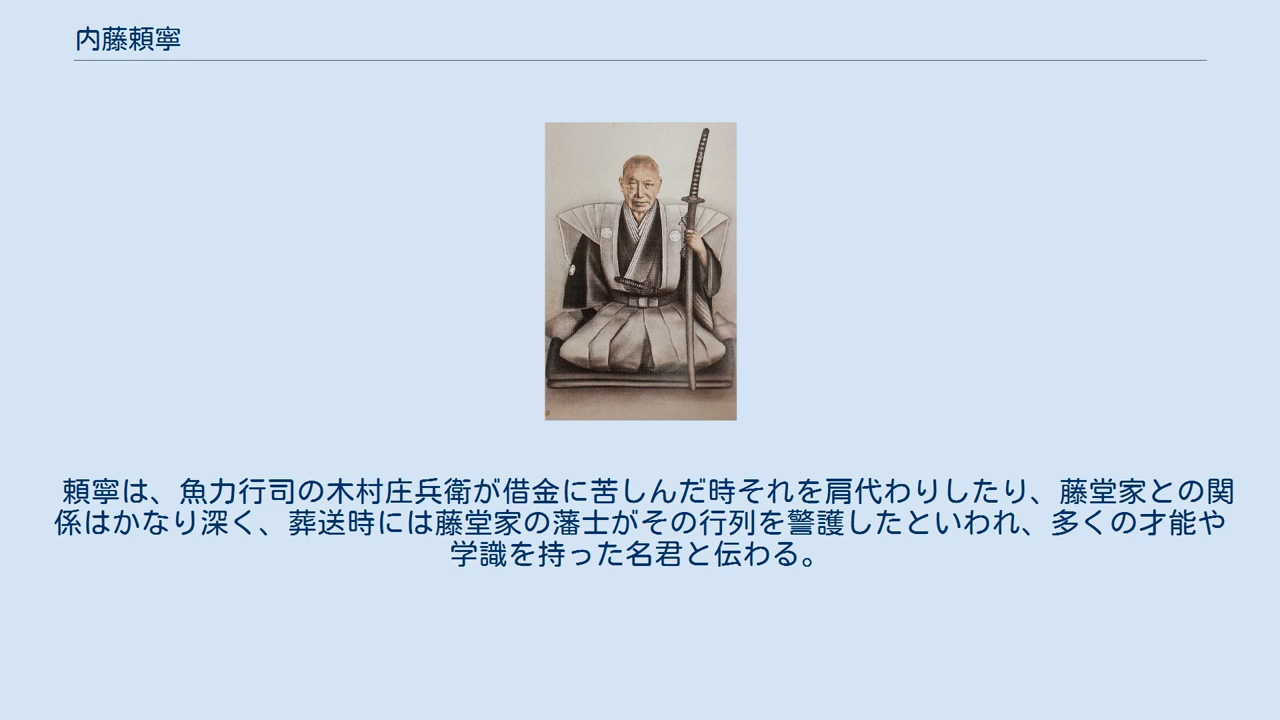 内藤頼寧
頼寧は、魚力行司の木村庄兵衛が借金に苦しんだ時それを肩代わりしたり、藤堂家との関
係はかなり深く、葬送時には藤堂家の藩士がその行列を警護したといわれ、多くの才能や
学識を持った名君と伝わる。